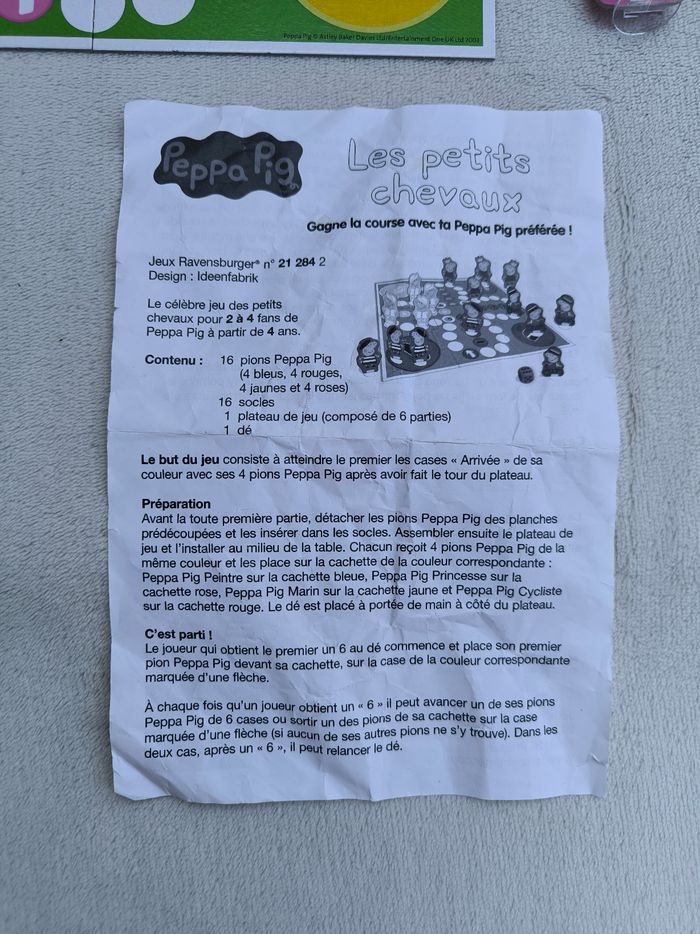 Peppa Pig © Astley Baker Davies Ltd/Entertainment One UK Ltd 2003
Peppa Pig
Les petits
chevaux
Gagne la course avec ta Peppa Pig préférée !
Jeux Ravensburger® n° 21 284 2
Design : Ideenfabrik
Le célèbre jeu des petits
chevaux pour 2 à 4 fans de
Peppa Pig à partir de 4 ans.
Contenu : 16 pions Peppa Pig
(4 bleus, 4 rouges,
4 jaunes et 4 roses)
16 socles
1 plateau de jeu (composé de 6 parties)
1 dé
Le but du jeu consiste à atteindre le premier les cases « Arrivée » de sa
couleur avec ses 4 pions Peppa Pig après avoir fait le tour du plateau.
Préparation
Avant la toute première partie, détacher les pions Peppa Pig des planches
prédécoupées et les insérer dans les socles. Assembler ensuite le plateau de
jeu et l'installer au milieu de la table. Chacun reçoit 4 pions Peppa Pig de la
même couleur et les place sur la cachette de la couleur correspondante :
Peppa Pig Peintre sur la cachette bleue, Peppa Pig Princesse sur la
cachette rose, Peppa Pig Marin sur la cachette jaune et Peppa Pig Cycliste
sur la cachette rouge. Le dé est placé à portée de main à côté du plateau.
C'est parti !
Le joueur qui obtient le premier un 6 au dé commence et place son premier
pion Peppa Pig devant sa cachette, sur la case de la couleur correspondante
marquée d'une flèche.
À chaque fois qu'un joueur obtient un « 6 » il peut avancer un de ses pions
Peppa Pig de 6 cases ou sortir un des pions de sa cachette sur la case
marquée d'une flèche (si aucun de ses autres pions ne s'y trouve). Dans les
deux cas, après un « 6 », il peut relancer le dé.